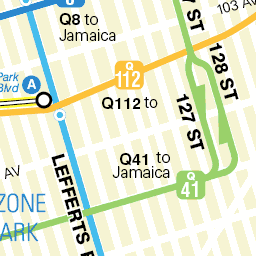 Q8 to
Jamaica
103 AV
Park
Blvd
A
Q
112
Q112 to
127 ST
128 ST
AV
Q41 to
Jamaica
Q
41
LEFFERTS
ZONE
ARK